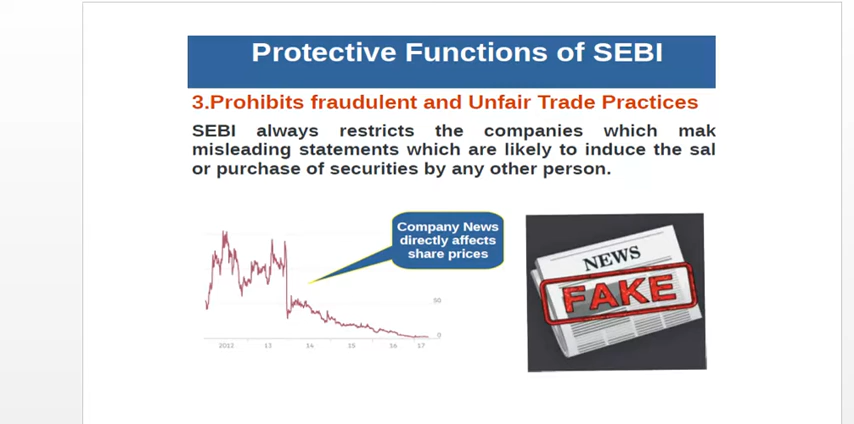 Protective Functions of SEBI
3.Prohibits fraudulent and Unfair Trade Practices
SEBI always restricts the companies which mak
misleading statements which are likely to induce the sal
or purchase of securities by any other person.
Company News
directly affects
share prices
90
0
2012 13 14 15 16 17
NEWS
FAKE